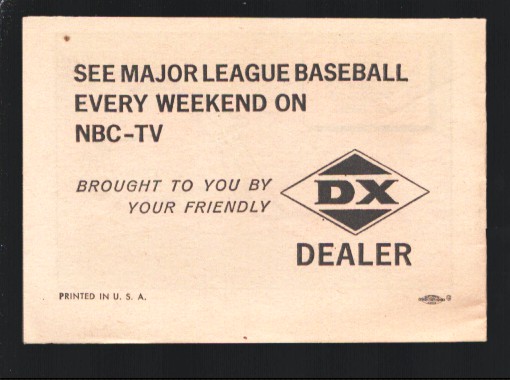 SEE MAJOR LEAGUE BASEBALL
EVERY WEEKEND ON
NBC-TV
BROUGHT TO YOU BY
YOUR FRIENDLY
DX
DEALER
PRINTED IN U. S. A.